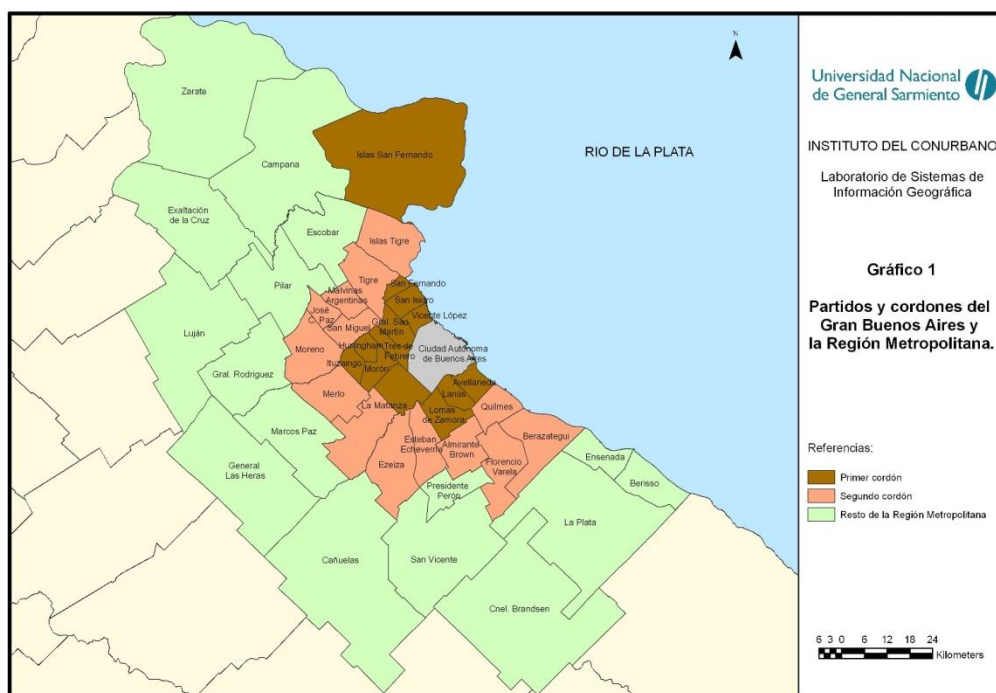 Zarate
Campana
Islas San Fernando
Exaltación
de la Cruz
Escobar
Islas Tigre
Pilar
Tigre
San Fernando
Malvinas
Argentinas
San Isigro
José
C. Paz
Vicente López
Gral. San
Martín
San Miguel
Luján
Moreno
Hurlingham
Tres de
Febrero
Ciudad Autónoma
de Buenos Aires
Ituzaingo
Morón
Gral. Rodriguez
Merlo
La Matanza
Avellaneda
Lanús
Quilmes
Lomas
de Zamora
Marcos Paz
Esteban
Echeverria
Almirante
Brown
Berazategui
General
Las Heras
Ezeiza
Florencio
Varela
Ensenada
Presidente
Perón
Berisso
La Plata
Cañuelas
San Vicente
Cnel. Brandsen
RIO DE LA PLATA
N
Universidad Nacional
de General Sarmiento
INSTITUTO DEL CONURBANO
Laboratorio de Sistemas de
Información Geográfica
Gráfico 1
Partidos y cordones del
Gran Buenos Aires y
la Región Metropolitana.
Referencias:
Primer cordón
Segundo cordón
Resto de la Región Metropolitana
6 3 0 6 12 18 24
Kilometers